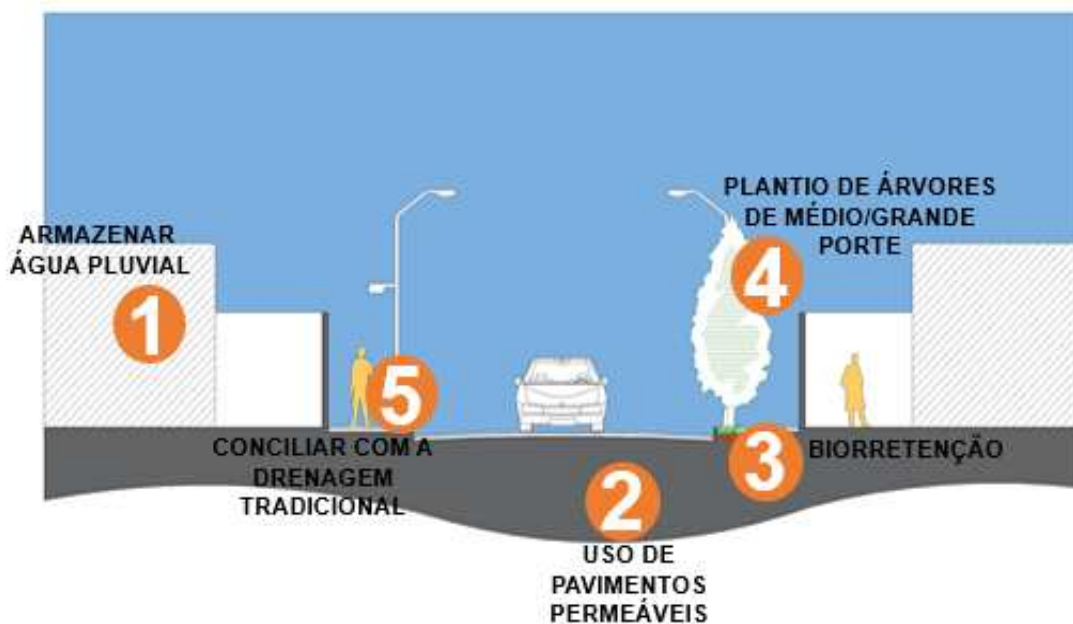 PLANTIO DE ÁRVORES
DE MÉDIO/GRANDE
PORTE
4
ARMAZENAR
ÁGUA PLUVIAL
1
5
CONCILIAR COM A
DRENAGEM
TRADICIONAL
3
BIORRETENÇÃO
2
USO DE
PAVIMENTOS
PERMEÁVEIS